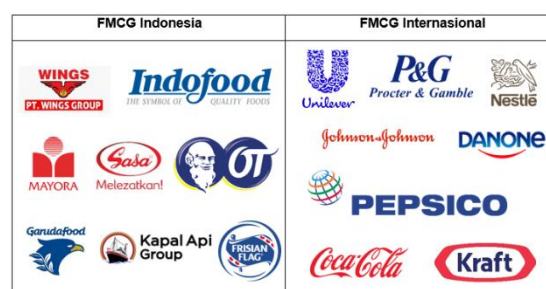 FMCG Indonesia
WINGS
PT. WINGS GROUP
Indofood
THE SYMBOL OF QUALITY FOODS
MAYORA
Sasa
Melezatkan!
OT
Garudafood
Kapal Api
Group
FRISIAN
FLAG
FMCG Internasional
Unilever
P&G
Procter & Gamble
Nestlé
Johnson&Johnson
DANONE
PEPSICO
Coca-Cola
Kraft